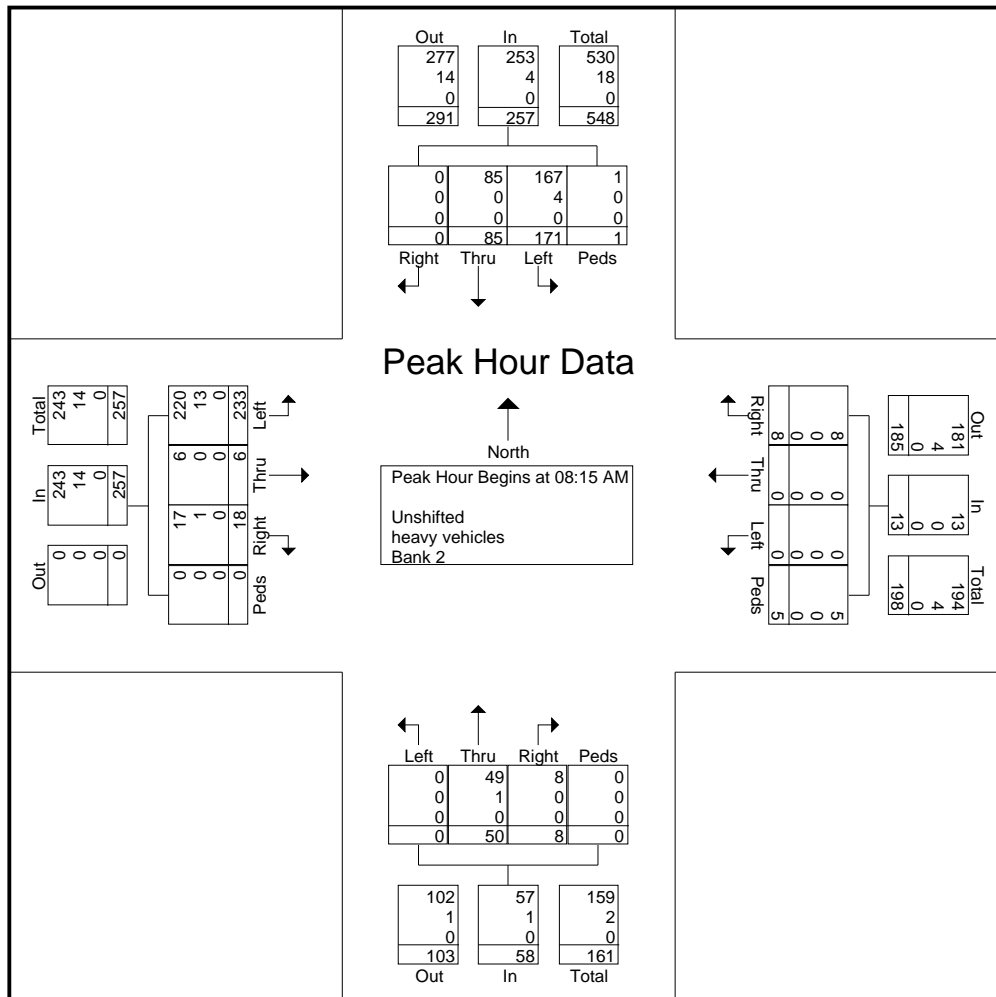 Out In Total
277 253 530
14 4 18
0 0 0
291 257 548
0 85 167 1
0 0 4 0
0 0 0 0
0 85 171 1
Right Thru Left Peds
Peak Hour Data
North
Peak Hour Begins at 08:15 AM
Unshifted
heavy vehicles
Bank 2
Total
243
14
0
257
In
243
14
0
257
Out
0
0
0
0
Left
220
13
0
233
Thru
6
0
0
6
Right
17
1
0
18
Peds
0
0
0
0
Right
8
0
0
8
Thru
0
0
0
0
Left
0
0
0
0
Peds
5
0
0
5
Out
181
4
0
185
In
13
0
0
13
Total
194
4
0
198
Left Thru Right Peds
0 49 8 0
0 1 0 0
0 0 0 0
0 50 8 0
102 57 159
1 1 2
0 0 0
103 58 161
Out In Total